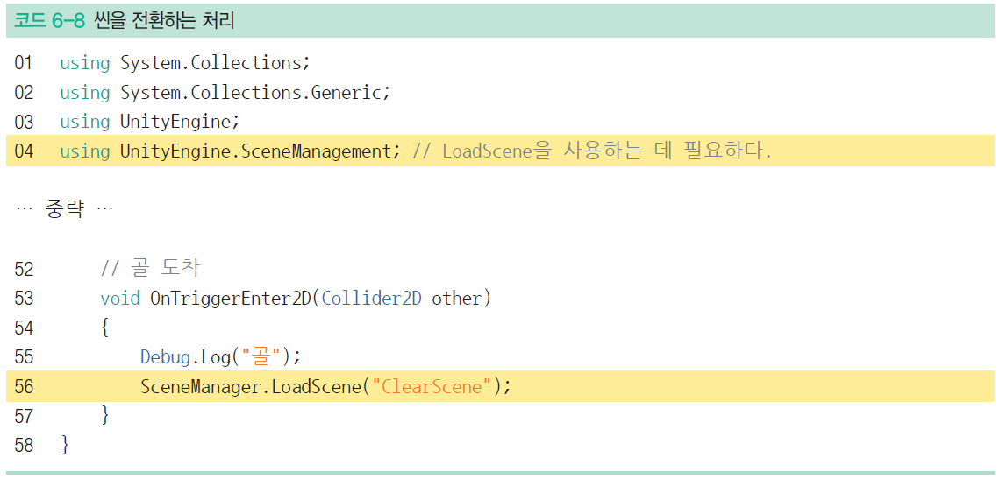 코드 6-8 씬을 전환하는 처리
01 using System.Collections;
02 using System.Collections.Generic;
03 using UnityEngine;
04 using UnityEngine.SceneManagement; // LoadScene을 사용하는 데 필요하다.
… 중략 …
52 // 골 도착
53 void OnTriggerEnter2D(Collider2D other)
54 {
55 Debug.Log("골");
56 SceneManager.LoadScene("ClearScene");
57 }
58 }